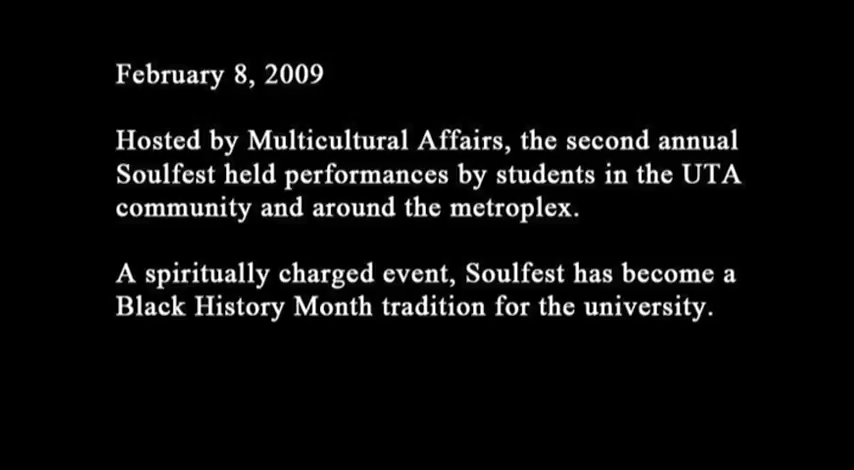 February 8, 2009
Hosted by Multicultural Affairs, the second annual
Soulfest held performances by students in the UTA
community and around the metroplex.
A spiritually charged event, Soulfest has become a
Black History Month tradition for the university.